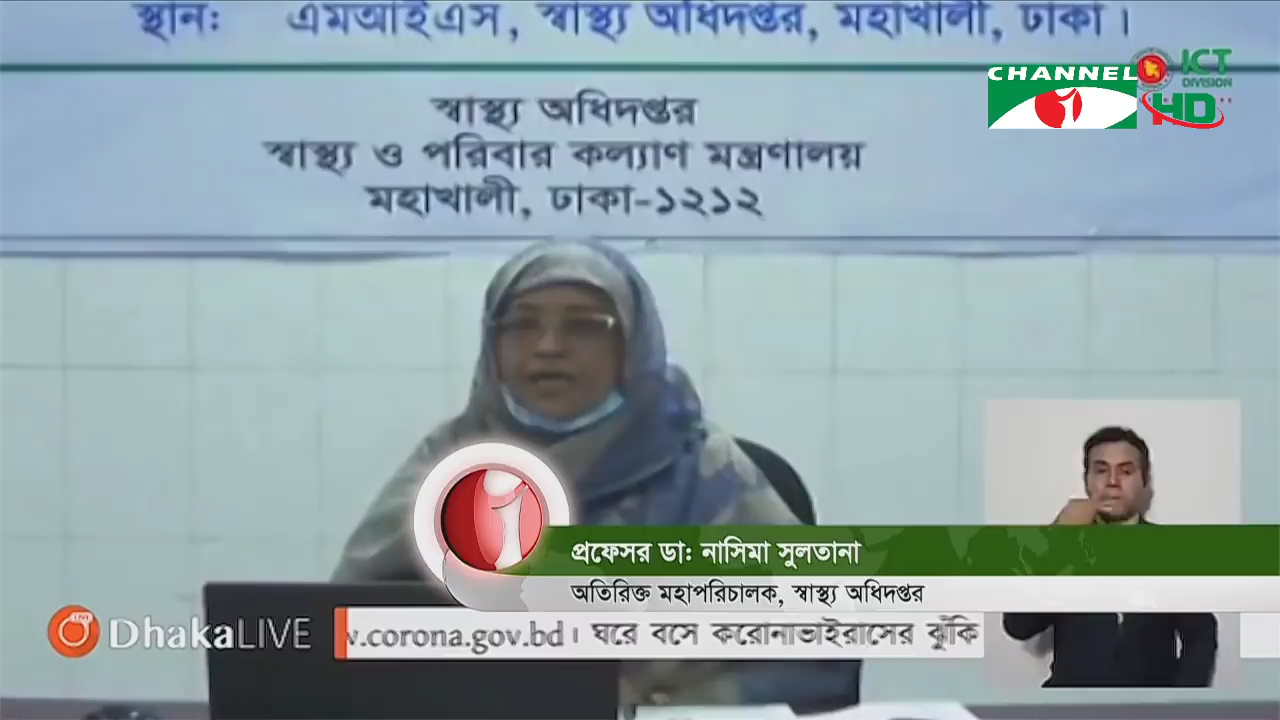 স্থান: এমআইএস, স্বাস্থ্য অধিদপ্তর, মহাখালী, ঢাকা।
CHANNEL
i
HD
ICT
DIVISION
স্বাস্থ্য অধিদপ্তর
স্বাস্থ্য ও পরিবার কল্যাণ মন্ত্রণালয়
মহাখালী, ঢাকা-১২১২
প্রফেসর ডা: নাসিমা সুলতানা
অতিরিক্ত মহাপরিচালক, স্বাস্থ্য অধিদপ্তর
LIVE
DhakaLIVE
.corona.gov.bd। ঘরে বসে করোনাভাইরাসের ঝুঁকি